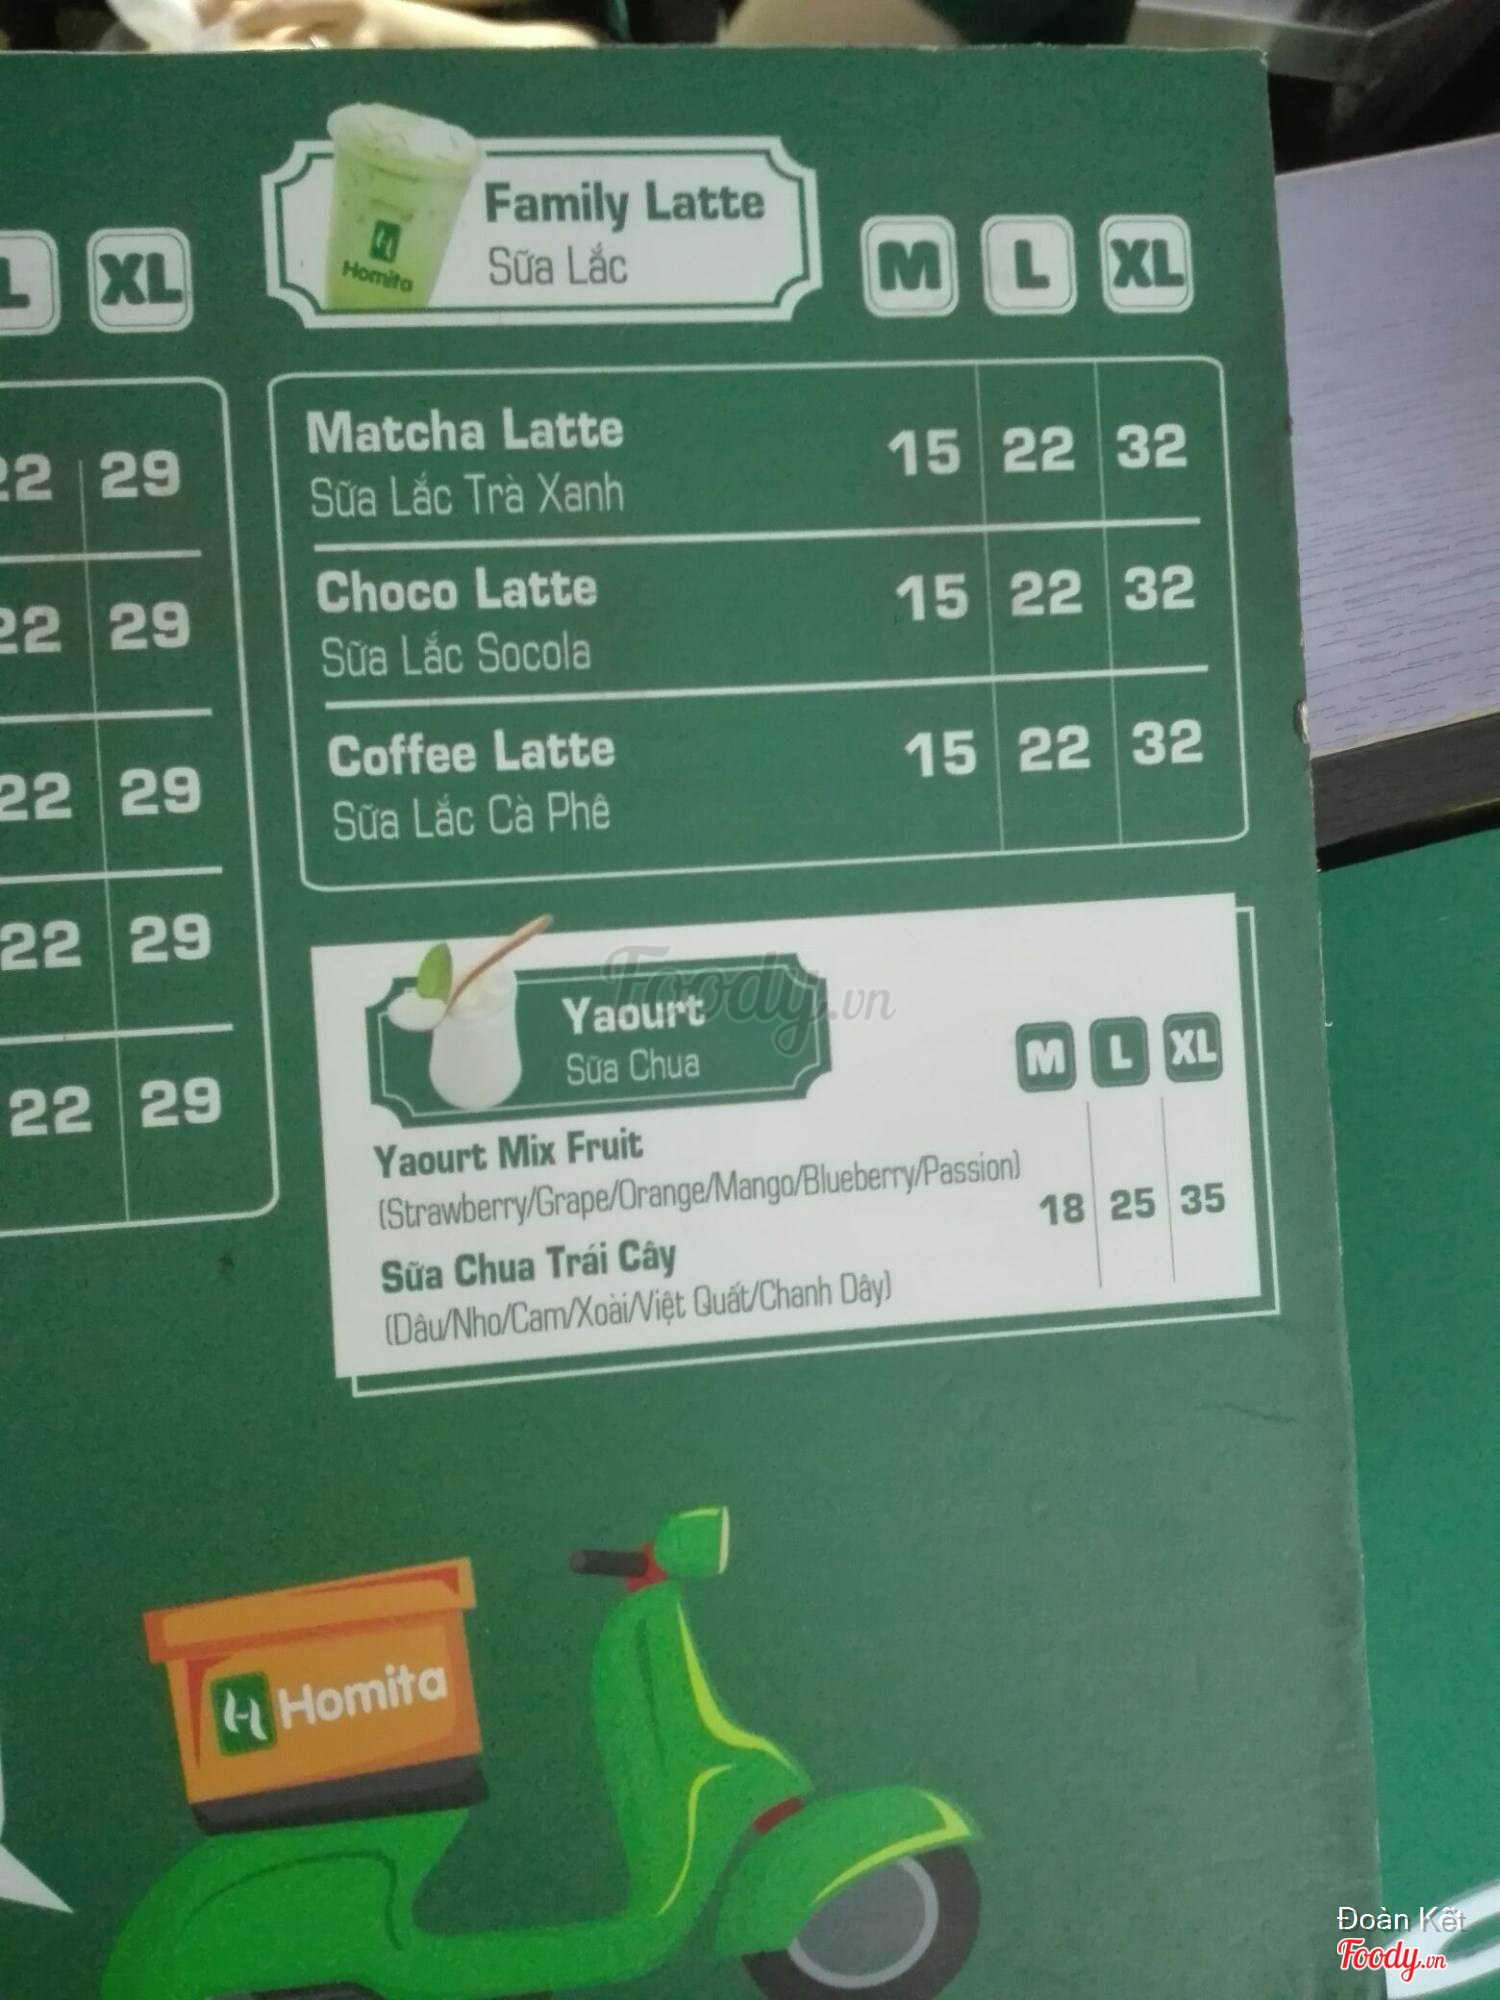 L XL
22 29
22 29
22 29
22 29
22 29
Homita
Family Latte
Sữa Lắc
M L XL
Matcha Latte 15 22 32
Sữa Lắc Trà Xanh
Choco Latte 15 22 32
Sữa Lắc Socola
Coffee Latte 15 22 32
Sữa Lắc Cà Phê
Foody.vn
Yaourt
Sữa Chua
M L XL
Yaourt Mix Fruit
(Strawberry/Grape/Orange/Mango/Blueberry/Passion)
18 25 35
Sữa Chua Trái Cây
(Dâu/Nho/Cam/Xoài/Việt Quất/Chanh Dây)
Homita
Đoàn Kết
Foody.vn